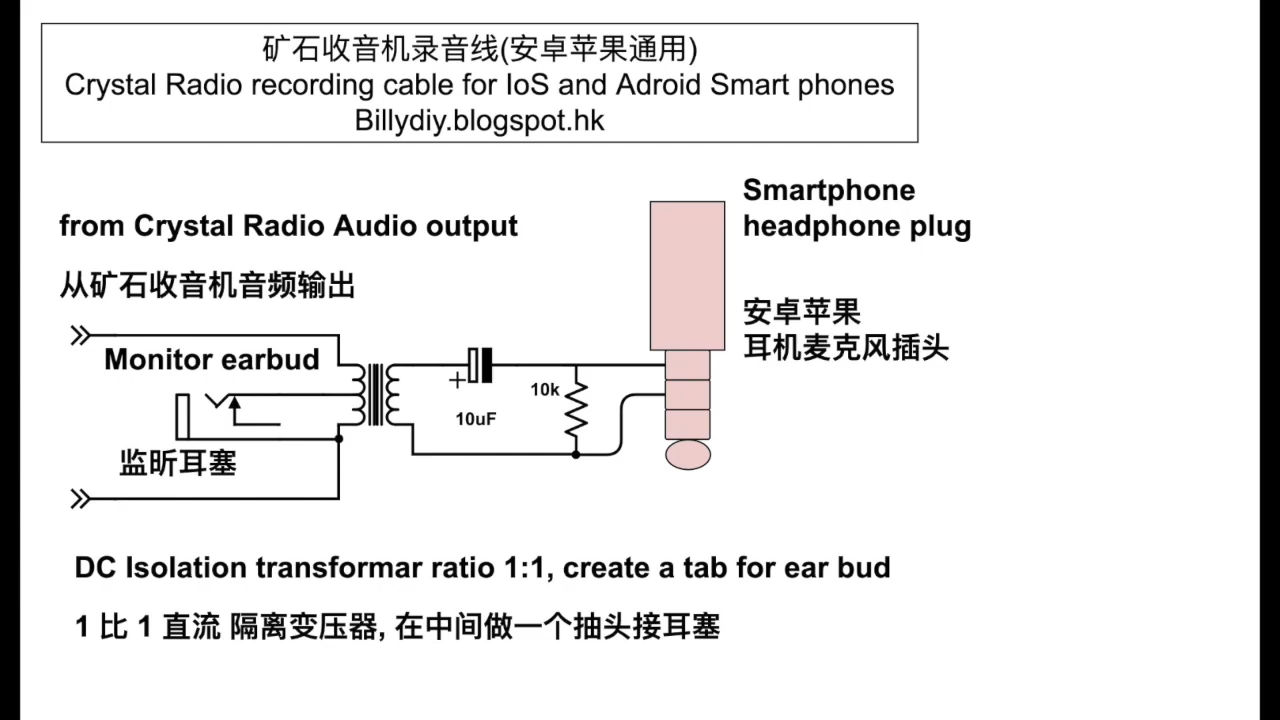 矿石收音机录音线(安卓苹果通用)
Crystal Radio recording cable for IoS and Adroid Smart phones
Billydiy.blogspot.hk
Smartphone
headphone plug
from Crystal Radio Audio output
从矿石收音机音频输出
安卓苹果
耳机麦克风插头
Monitor earbud
10k
+
10uF
监昕耳塞
DC Isolation transformar ratio 1:1, create a tab for ear bud
1 比 1 直流 隔离变压器, 在中间做一个抽头接耳塞